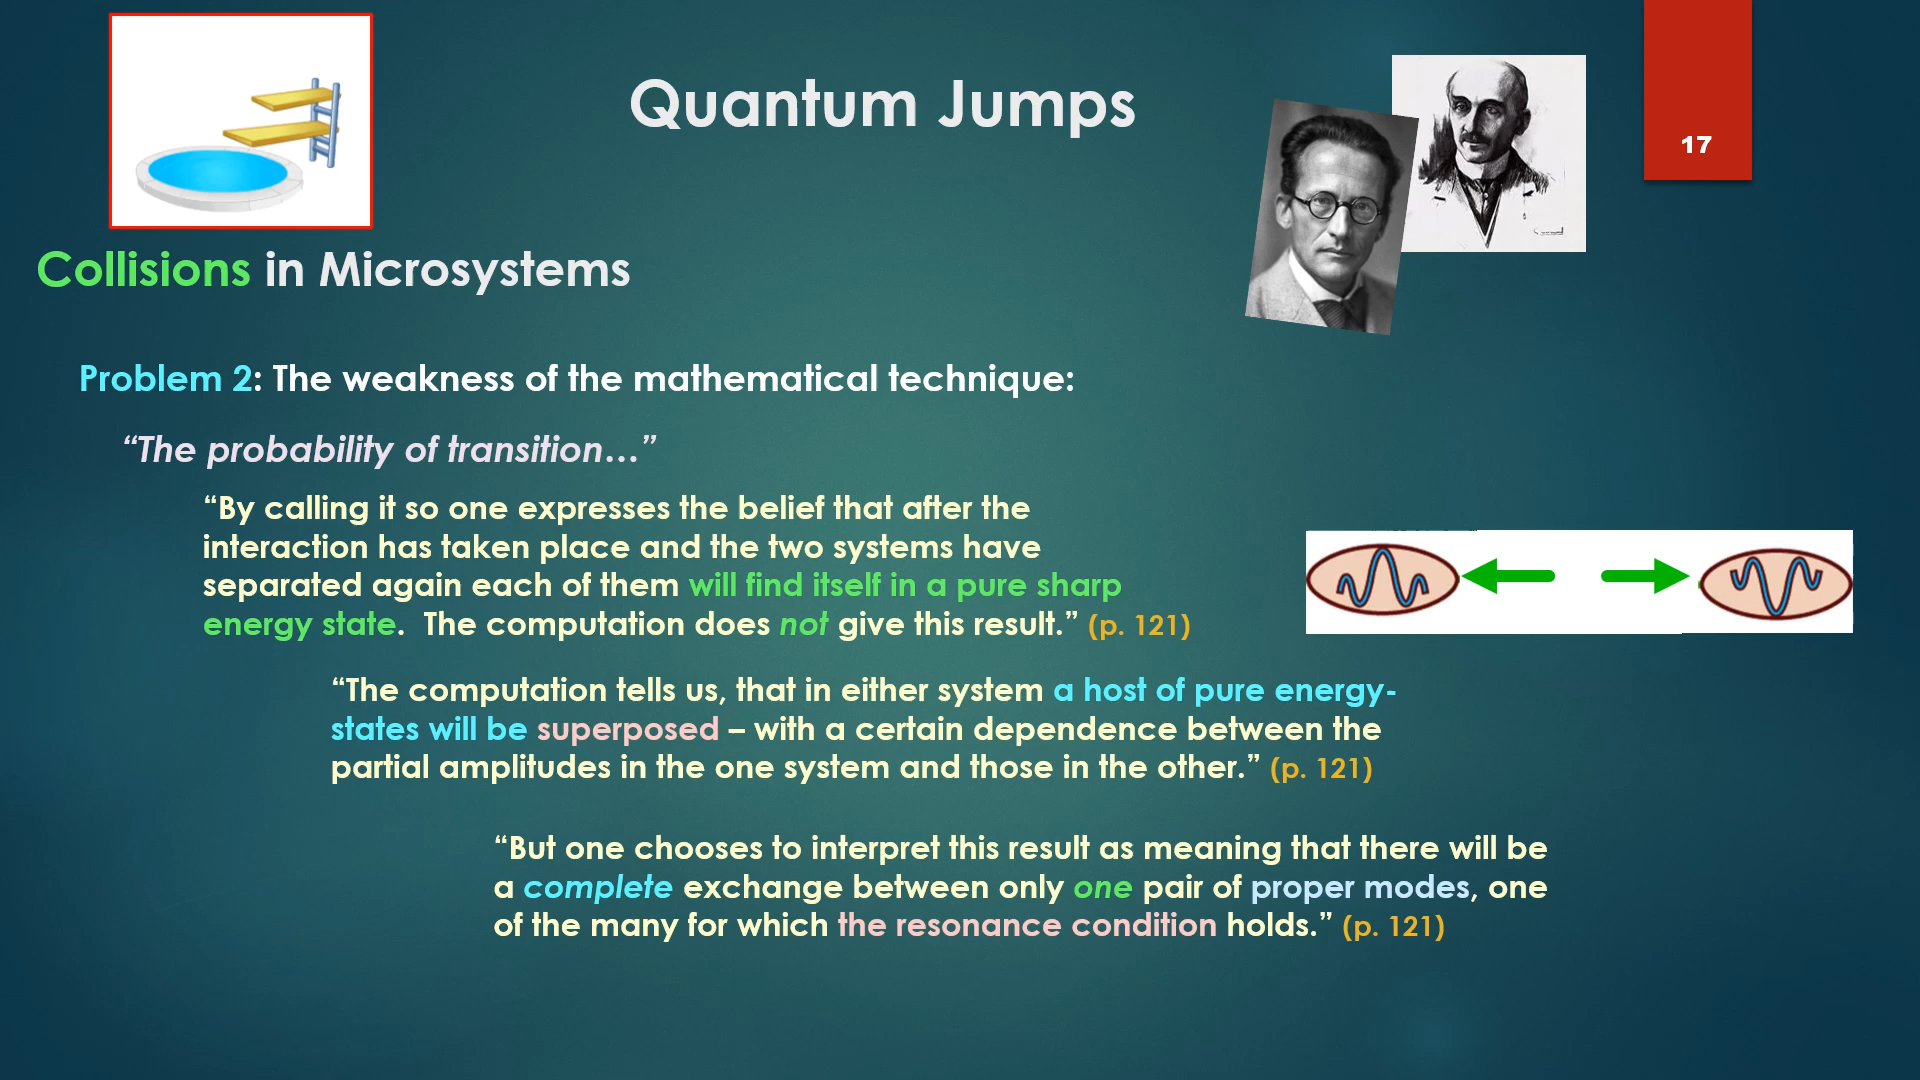 Quantum Jumps
17
Collisions in Microsystems
Problem 2: The weakness of the mathematical technique:
“The probability of transition…”
“By calling it so one expresses the belief that after the
interaction has taken place and the two systems have
separated again each of them will find itself in a pure sharp
energy state.  The computation does not give this result.” (p. 121)
“The computation tells us, that in either system a host of pure energy-
states will be superposed – with a certain dependence between the
partial amplitudes in the one system and those in the other.” (p. 121)
“But one chooses to interpret this result as meaning that there will be
a complete exchange between only one pair of proper modes, one
of the many for which the resonance condition holds.” (p. 121)